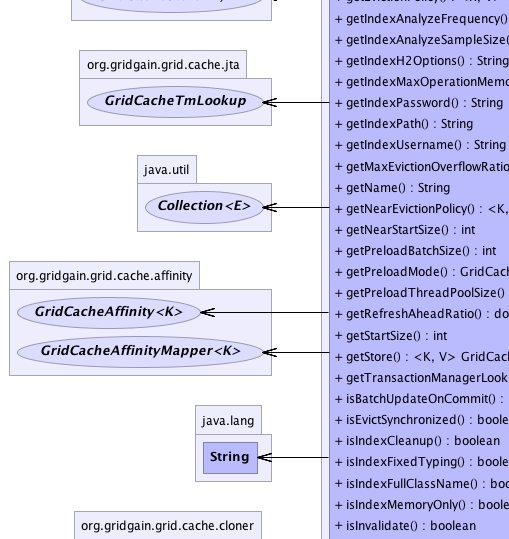 org.gridgain.grid.cache.jta
GridCacheTmLookup
java.util
Collection<E>
org.gridgain.grid.cache.affinity
GridCacheAffinity<K>
GridCacheAffinityMapper<K>
java.lang
String
org.gridgain.grid.cache.cloner
+ getIndexAnalyzeFrequency()
+ getIndexAnalyzeSampleSize(
+ getIndexH2Options() : String
+ getIndexMaxOperationMemo
+ getIndexPassword() : String
+ getIndexPath() : String
+ getIndexUsername() : String
+ getMaxEvictionOverflowRatio
+ getName() : String
+ getNearEvictionPolicy() : <K,
+ getNearStartSize() : int
+ getPreloadBatchSize() : int
+ getPreloadMode() : GridCach
+ getPreloadThreadPoolSize()
+ getRefreshAheadRatio() : do
+ getStartSize() : int
+ getStore() : <K, V> GridCach
+ getTransactionManagerLook
+ isBatchUpdateOnCommit() :
+ isEvictSynchronized() : boole
+ isIndexCleanup() : boolean
+ isIndexFixedTyping() : boole
+ isIndexFullClassName() : boo
+ isIndexMemoryOnly() : boole
+ isInvalidate() : boolean